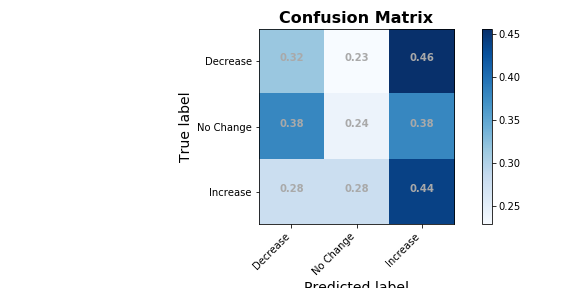 Confusion Matrix
Decrease
0.32 0.23 0.46
No Change
0.38 0.24 0.38
Increase
0.28 0.28 0.44
True label
Decrease
No Change
Increase
Predicted label
0.45
0.40
0.35
0.30
0.25